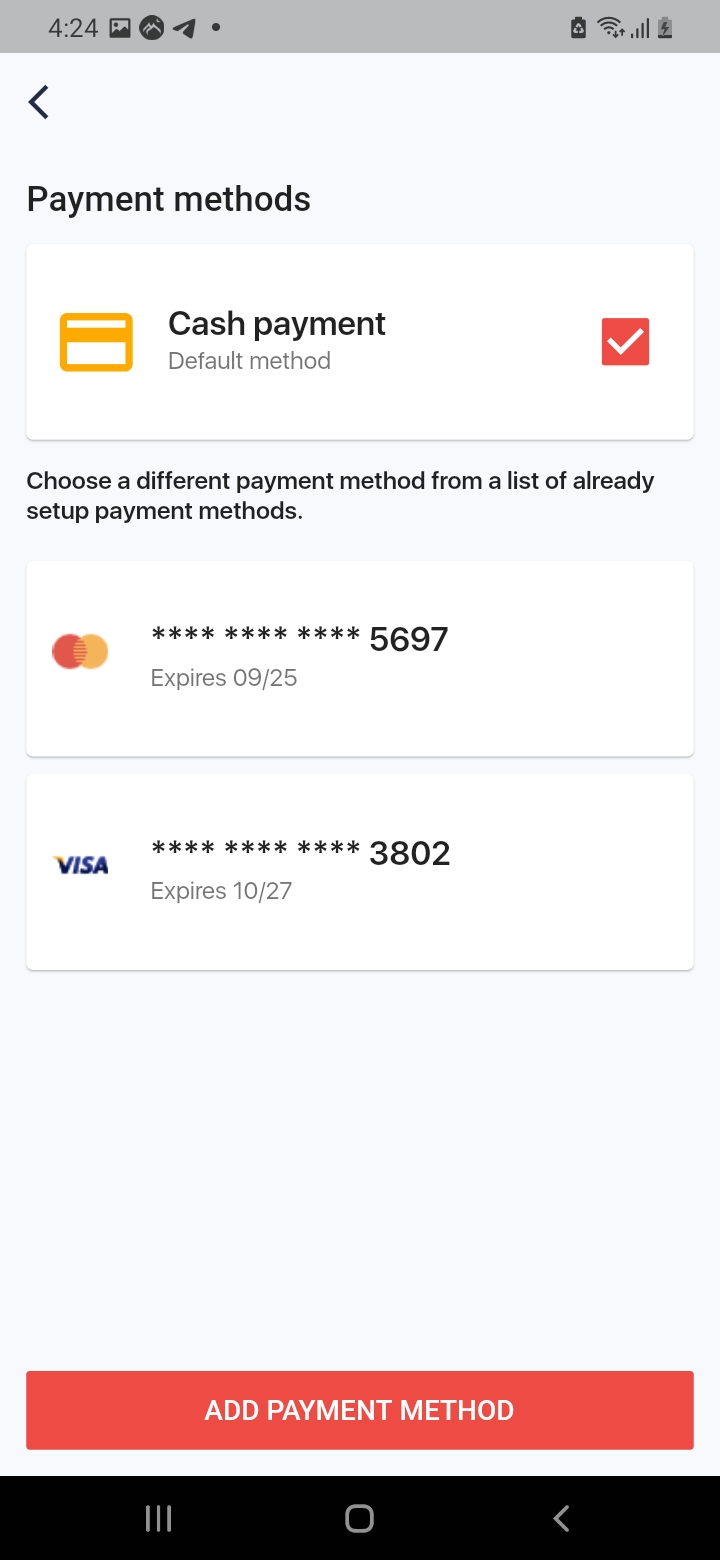 4:24
Payment methods
Cash payment
Default method
Choose a different payment method from a list of already
setup payment methods.
**** **** **** 5697
Expires 09/25
VISA
**** **** **** 3802
Expires 10/27
ADD PAYMENT METHOD